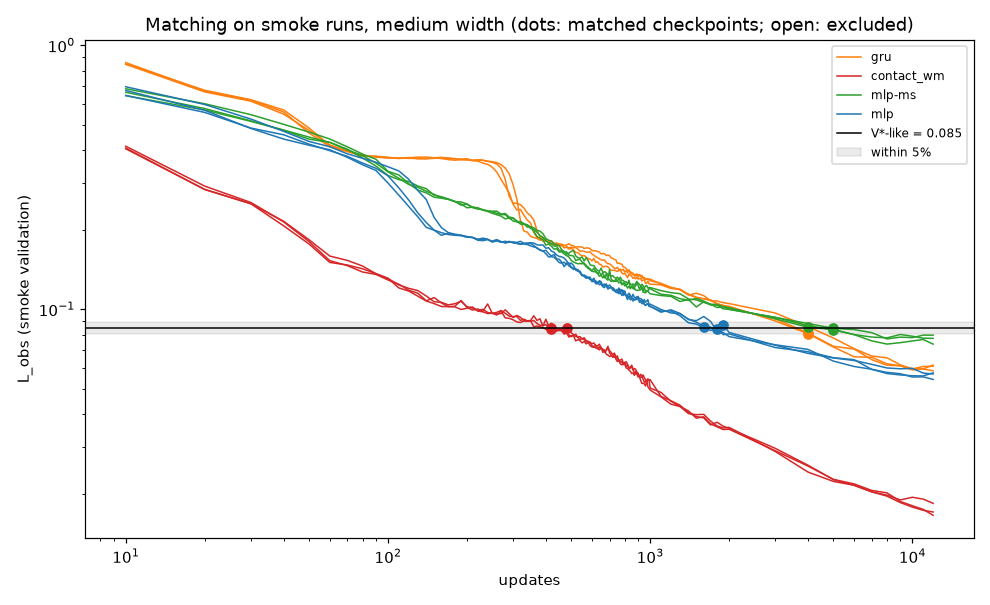 Matching on smoke runs, medium width (dots: matched checkpoints; open: excluded)
gru
contact_wm
mlp-ms
mlp
V*-like = 0.085
within 5%
10⁰
10⁻¹
L_obs (smoke validation)
10¹ 10² 10³ 10⁴
updates